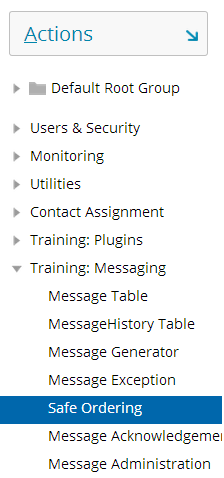 Actions
Default Root Group
Users & Security
Monitoring
Utilities
Contact Assignment
Training: Plugins
Training: Messaging
Message Table
MessageHistory Table
Message Generator
Message Exception
Safe Ordering
Message Acknowledgemer
Message Administration